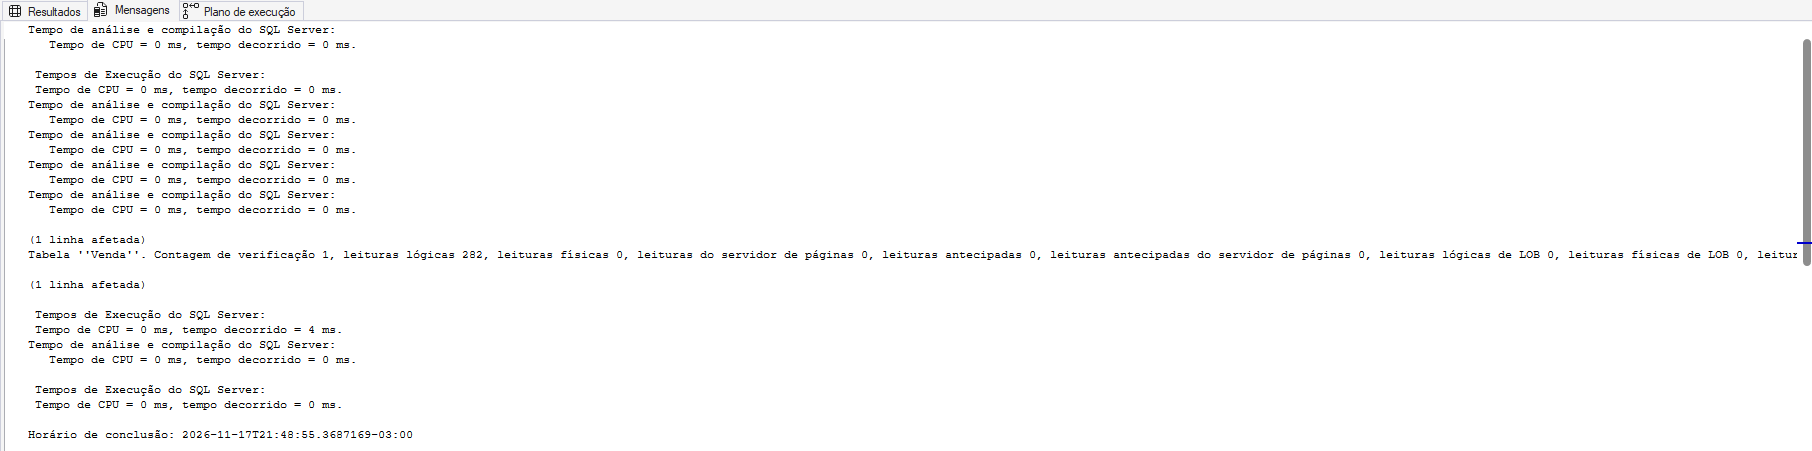 Resultados Mensagens Plano de execução
Tempo de análise e compilação do SQL Server:
Tempo de CPU = 0 ms, tempo decorrido = 0 ms.
Tempos de Execução do SQL Server:
Tempo de CPU = 0 ms, tempo decorrido = 0 ms.
Tempo de análise e compilação do SQL Server:
Tempo de CPU = 0 ms, tempo decorrido = 0 ms.
Tempo de análise e compilação do SQL Server:
Tempo de CPU = 0 ms, tempo decorrido = 0 ms.
Tempo de análise e compilação do SQL Server:
Tempo de CPU = 0 ms, tempo decorrido = 0 ms.
Tempo de análise e compilação do SQL Server:
Tempo de CPU = 0 ms, tempo decorrido = 0 ms.
(1 linha afetada)
Tabela ''Venda''. Contagem de verificação 1, leituras lógicas 282, leituras físicas 0, leituras do servidor de páginas 0, leituras antecipadas 0, leituras antecipadas do servidor de páginas 0, leituras lógicas de LOB 0, leituras físicas de LOB 0, leitur
(1 linha afetada)
Tempos de Execução do SQL Server:
Tempo de CPU = 0 ms, tempo decorrido = 4 ms.
Tempo de análise e compilação do SQL Server:
Tempo de CPU = 0 ms, tempo decorrido = 0 ms.
Tempos de Execução do SQL Server:
Tempo de CPU = 0 ms, tempo decorrido = 0 ms.
Horário de conclusão: 2026-11-17T21:48:55.3687169-03:00